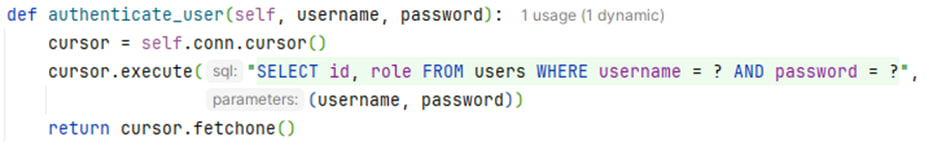 def authenticate_user(self, username, password): 1 usage (1 dynamic)
    cursor = self.conn.cursor()
    cursor.execute( sql: "SELECT id, role FROM users WHERE username = ? AND password = ?",
                   parameters: (username, password))
    return cursor.fetchone()